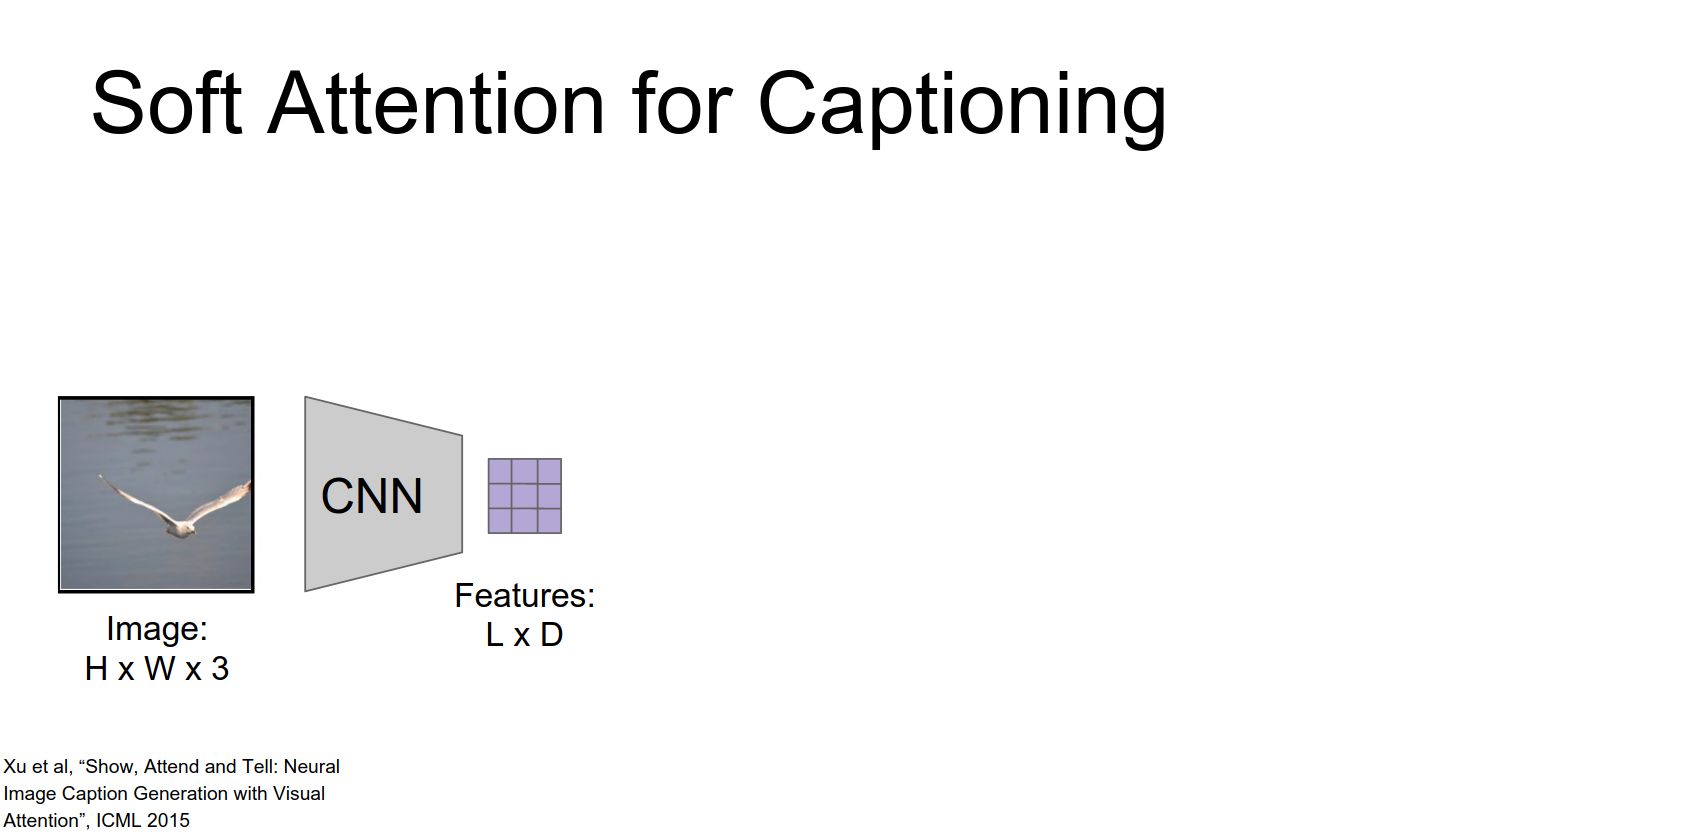 Soft Attention for Captioning
CNN
Features:
L x D
Image:
H x W x 3
Xu et al, “Show, Attend and Tell: Neural
Image Caption Generation with Visual
Attention”, ICML 2015